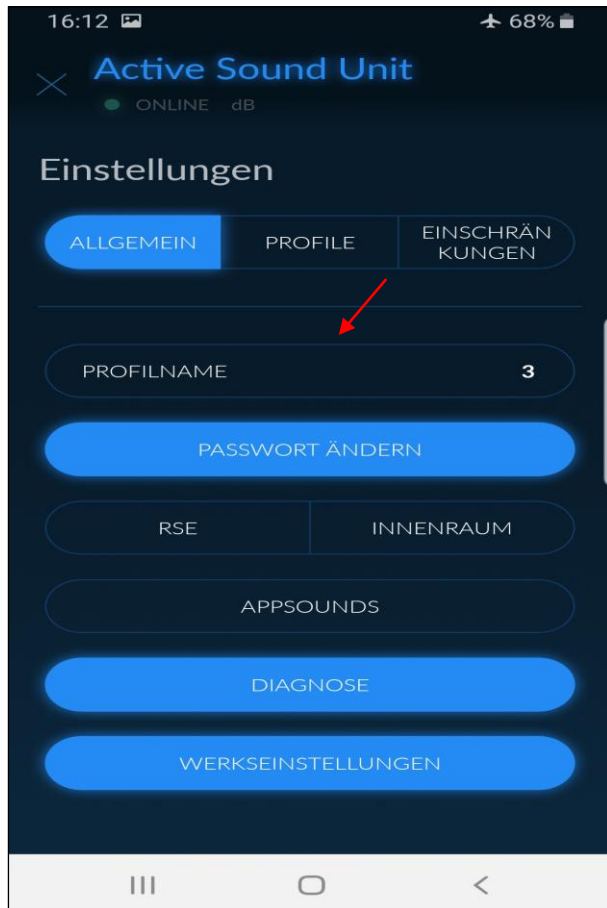 16:12 68%
Active Sound Unit
ONLINE dB
Einstellungen
ALLGEMEIN PROFILE EINSCHRÄN
KUNGEN
PROFILNAME 3
PASSWORT ÄNDERN
RSE INNENRAUM
APPSOUNDS
DIAGNOSE
WERKSEINSTELLUNGEN